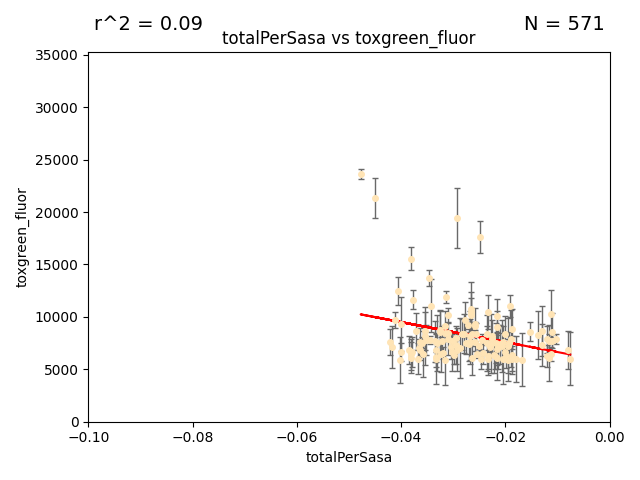 r^2 = 0.09
N = 571
totalPerSasa vs toxgreen_fluor
35000
30000
25000
20000
15000
10000
5000
0
toxgreen_fluor
−0.10
−0.08
−0.06
−0.04
−0.02
0.00
totalPerSasa